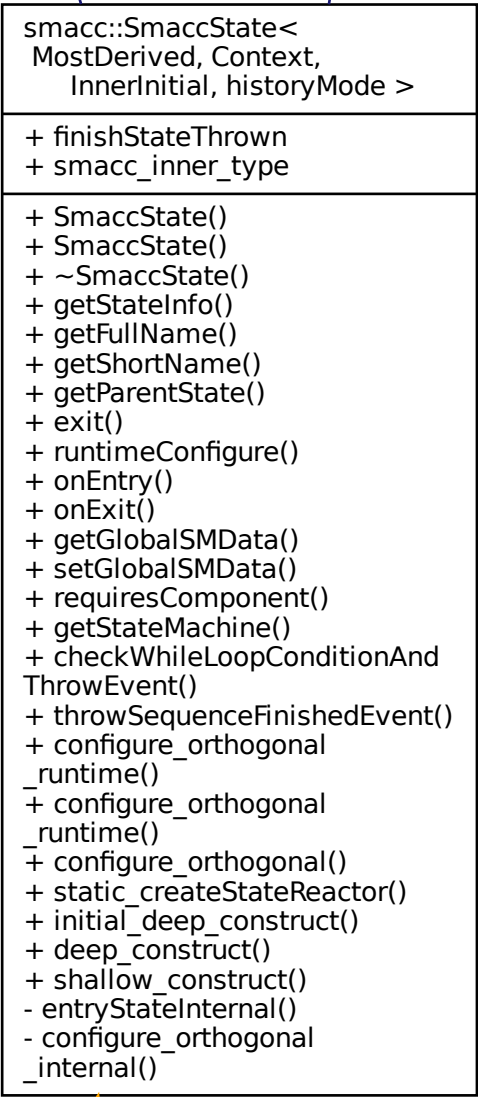 smacc::SmaccState<
MostDerived, Context,
InnerInitial, historyMode >
+ finishStateThrown
+ smacc_inner_type
+ SmaccState()
+ SmaccState()
+ ~SmaccState()
+ getStateInfo()
+ getFullName()
+ getShortName()
+ getParentState()
+ exit()
+ runtimeConfigure()
+ onEntry()
+ onExit()
+ getGlobalSMData()
+ setGlobalSMData()
+ requiresComponent()
+ getStateMachine()
+ checkWhileLoopConditionAnd
ThrowEvent()
+ throwSequenceFinishedEvent()
+ configure_orthogonal
_runtime()
+ configure_orthogonal
_runtime()
+ configure_orthogonal()
+ static_createStateReactor()
+ initial_deep_construct()
+ deep_construct()
+ shallow_construct()
- entryStateInternal()
- configure_orthogonal
_internal()